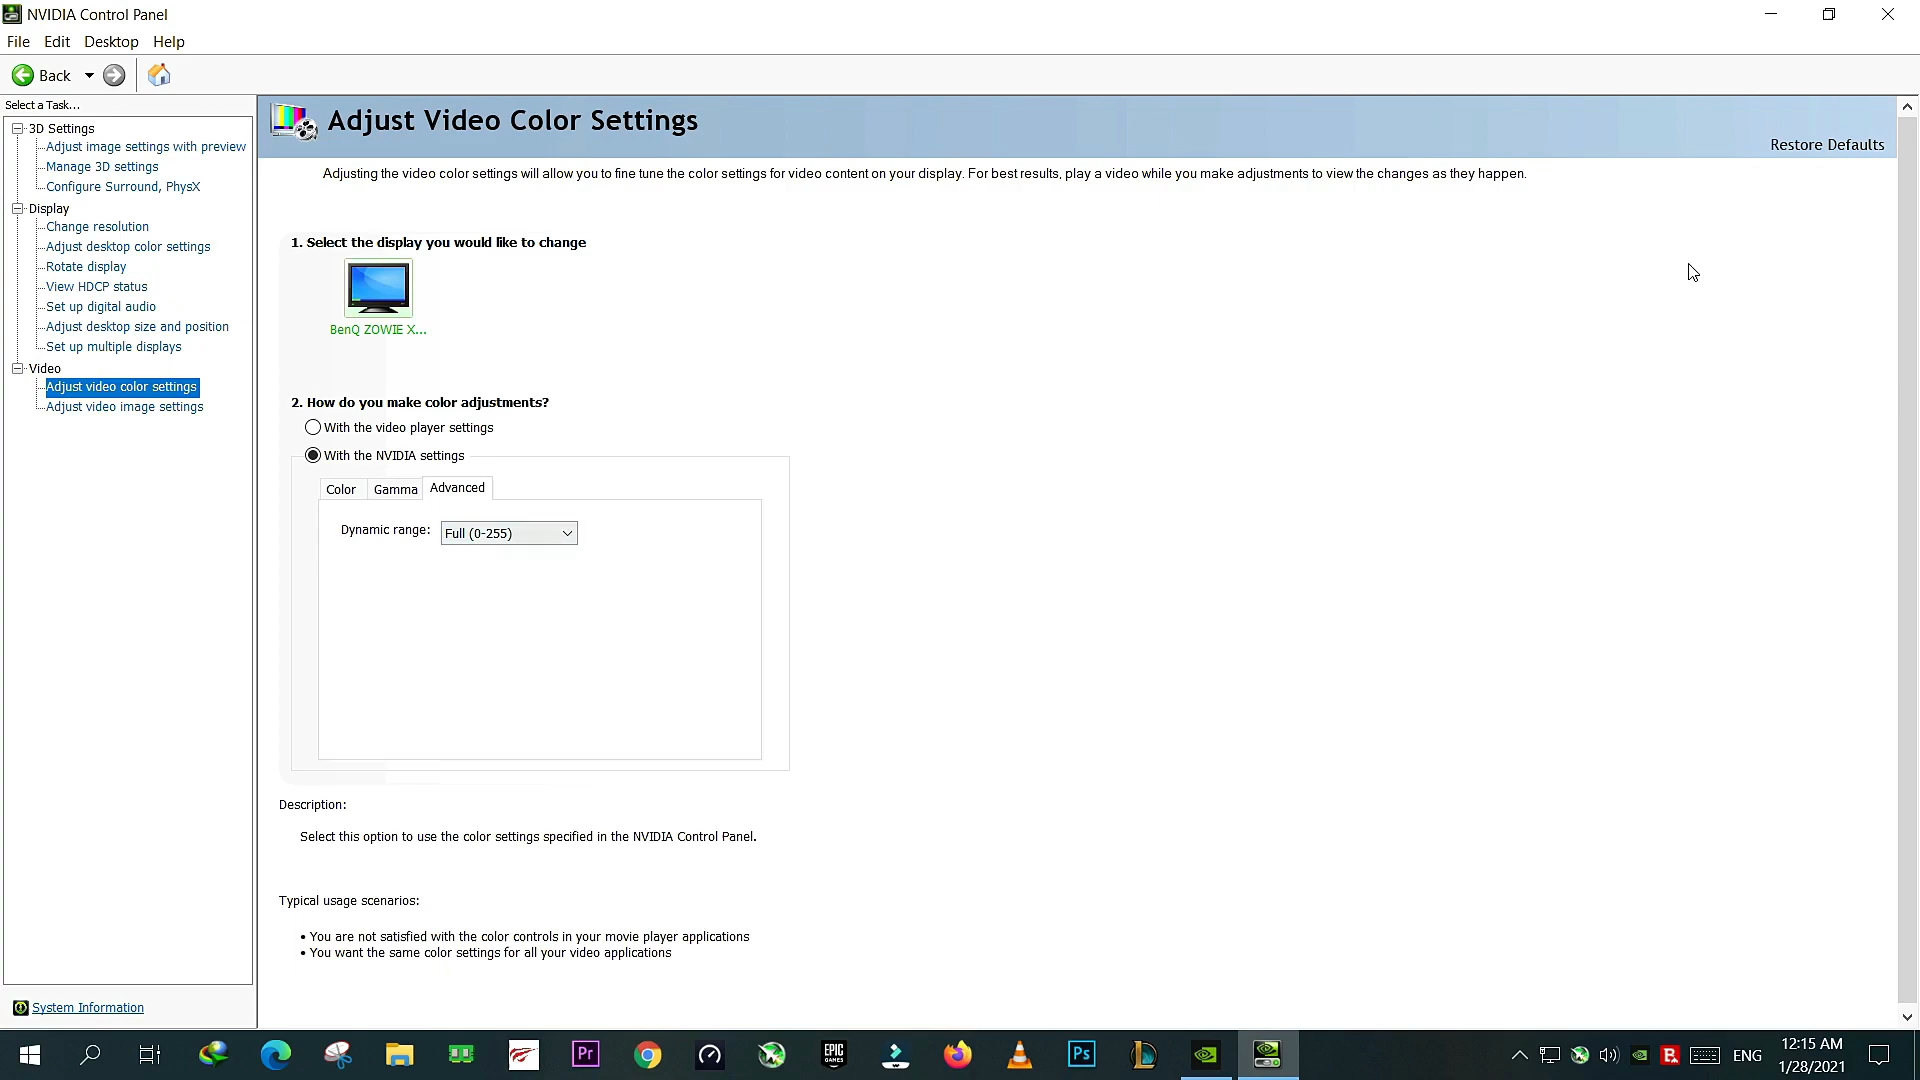 NVIDIA Control Panel
File Edit Desktop Help
Back
Select a Task...
3D Settings
Adjust image settings with preview
Manage 3D settings
Configure Surround, PhysX
Display
Change resolution
Adjust desktop color settings
Rotate display
View HDCP status
Set up digital audio
Adjust desktop size and position
Set up multiple displays
Video
Adjust video color settings
Adjust video image settings
System Information
Adjust Video Color Settings
Restore Defaults
Adjusting the video color settings will allow you to fine tune the color settings for video content on your display. For best results, play a video while you make adjustments to view the changes as they happen.
1. Select the display you would like to change
BenQ ZOWIE X...
2. How do you make color adjustments?
With the video player settings
With the NVIDIA settings
Color Gamma Advanced
Dynamic range: Full (0-255)
Description:
Select this option to use the color settings specified in the NVIDIA Control Panel.
Typical usage scenarios:
• You are not satisfied with the color controls in your movie player applications
• You want the same color settings for all your video applications
Pr
EPIC
GAMES
Ps
ENG
12:15 AM
1/28/2021